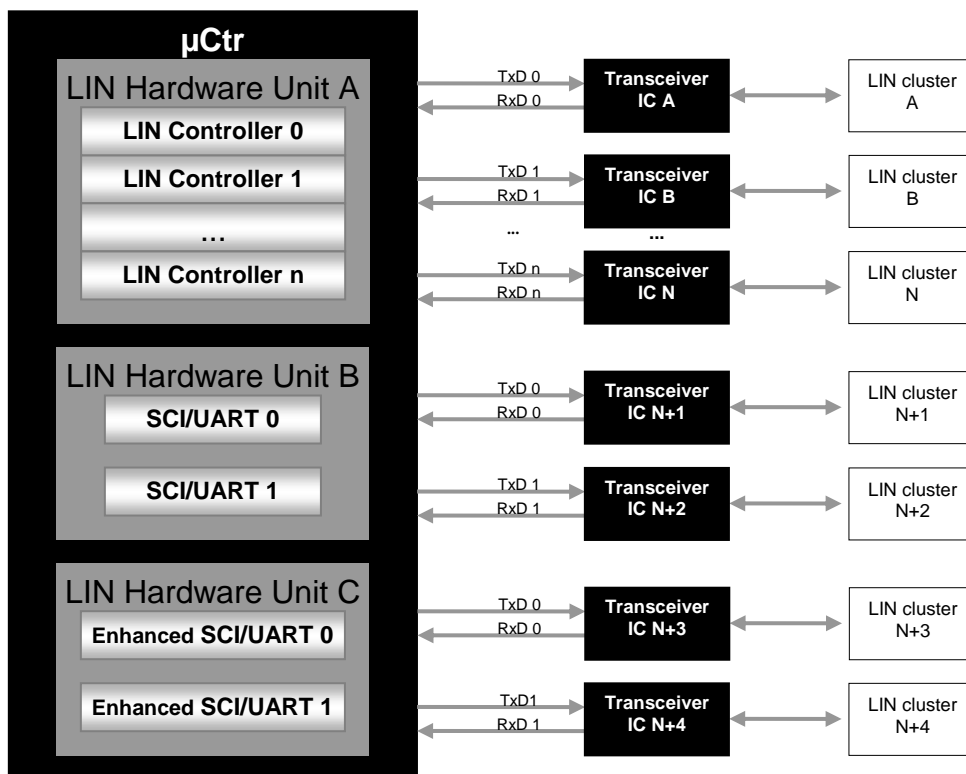 µCtr
LIN Hardware Unit A
LIN Controller 0
LIN Controller 1
...
LIN Controller n
TxD 0
RxD 0
Transceiver
IC A
LIN cluster
A
TxD 1
RxD 1
Transceiver
IC B
LIN cluster
B
...
...
TxD n
RxD n
Transceiver
IC N
LIN cluster
N
LIN Hardware Unit B
SCI/UART 0
SCI/UART 1
TxD 0
RxD 0
Transceiver
IC N+1
LIN cluster
N+1
TxD 1
RxD 1
Transceiver
IC N+2
LIN cluster
N+2
LIN Hardware Unit C
Enhanced SCI/UART 0
Enhanced SCI/UART 1
TxD 0
RxD 0
Transceiver
IC N+3
LIN cluster
N+3
TxD1
RxD 1
Transceiver
IC N+4
LIN cluster
N+4